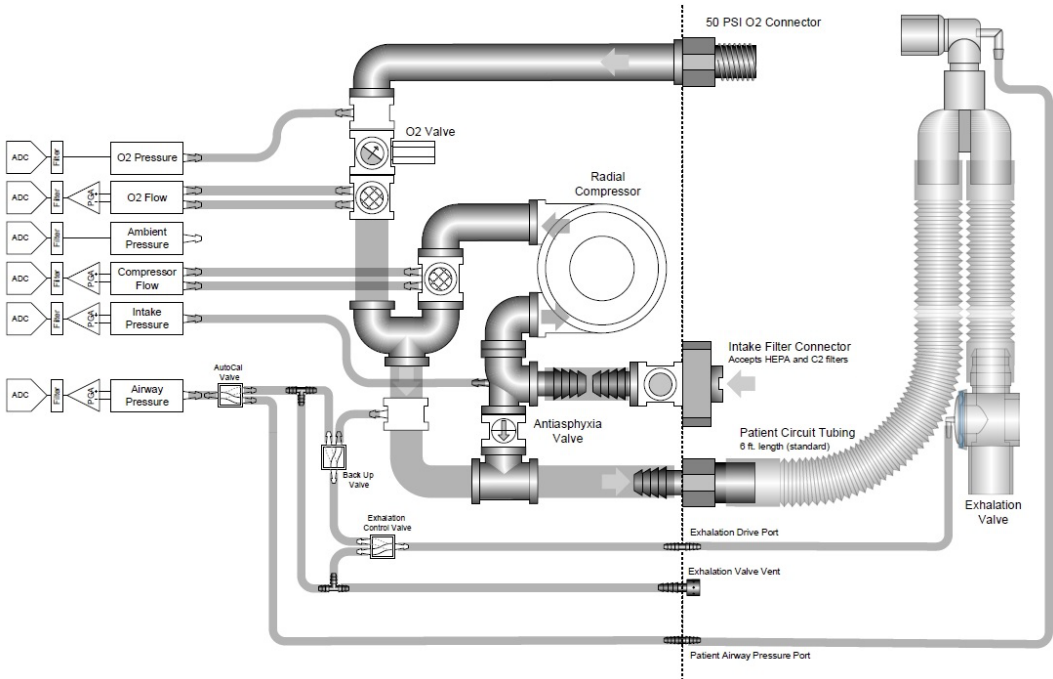 50 PSI O2 Connector
O2 Valve
Radial
Compressor
ADC
Filter
O2 Pressure
ADC
Filter
PGA
O2 Flow
ADC
Filter
Ambient
Pressure
ADC
Filter
PGA
Compressor
Flow
ADC
Filter
PGA
Intake
Pressure
Intake Filter Connector
Accepts HEPA and C2 filters
AutoCal
Valve
ADC
Filter
PGA
Airway
Pressure
Antiasphyxia
Valve
Patient Circuit Tubing
6 ft. length (standard)
Back Up
Valve
Exhalation
Valve
Exhalation
Control Valve
Exhalation Drive Port
Exhalation Valve Vent
Patient Airway Pressure Port